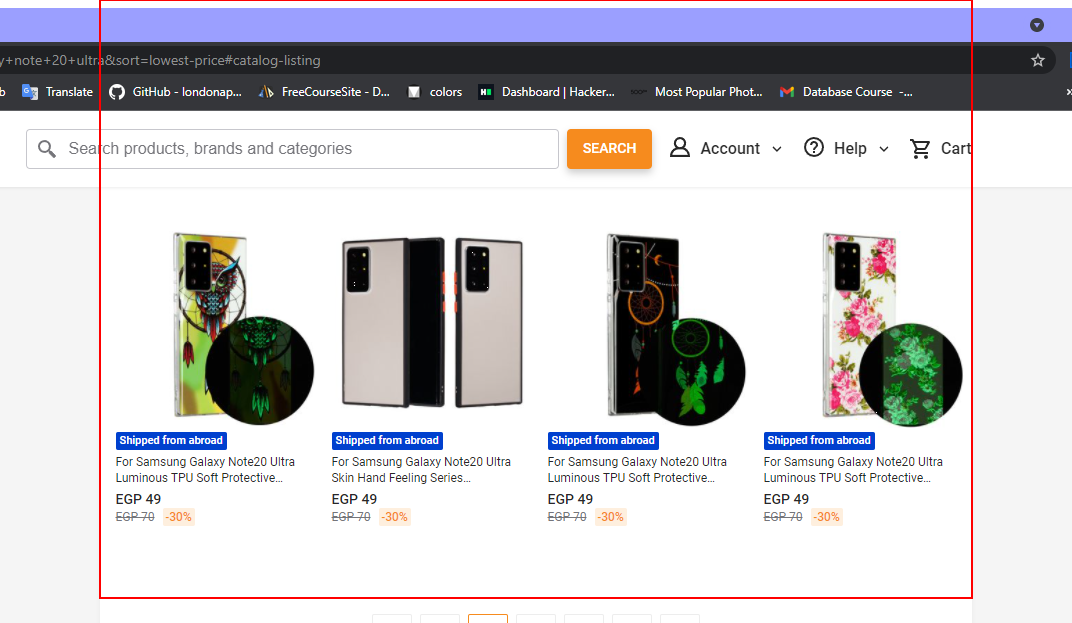 y+note+20+ultra&sort=lowest-price#catalog-listing
b Translate GitHub - londonap... FreeCourseSite - D... colors Dashboard | Hacker... Most Popular Phot... Database Course -... »
Search products, brands and categories SEARCH Account Help Cart
Shipped from abroad Shipped from abroad Shipped from abroad Shipped from abroad
For Samsung Galaxy Note20 Ultra For Samsung Galaxy Note20 Ultra For Samsung Galaxy Note20 Ultra For Samsung Galaxy Note20 Ultra
Luminous TPU Soft Protective... Skin Hand Feeling Series... Luminous TPU Soft Protective... Luminous TPU Soft Protective...
EGP 49 EGP 49 EGP 49 EGP 49
EGP 70 -30% EGP 70 -30% EGP 70 -30% EGP 70 -30%